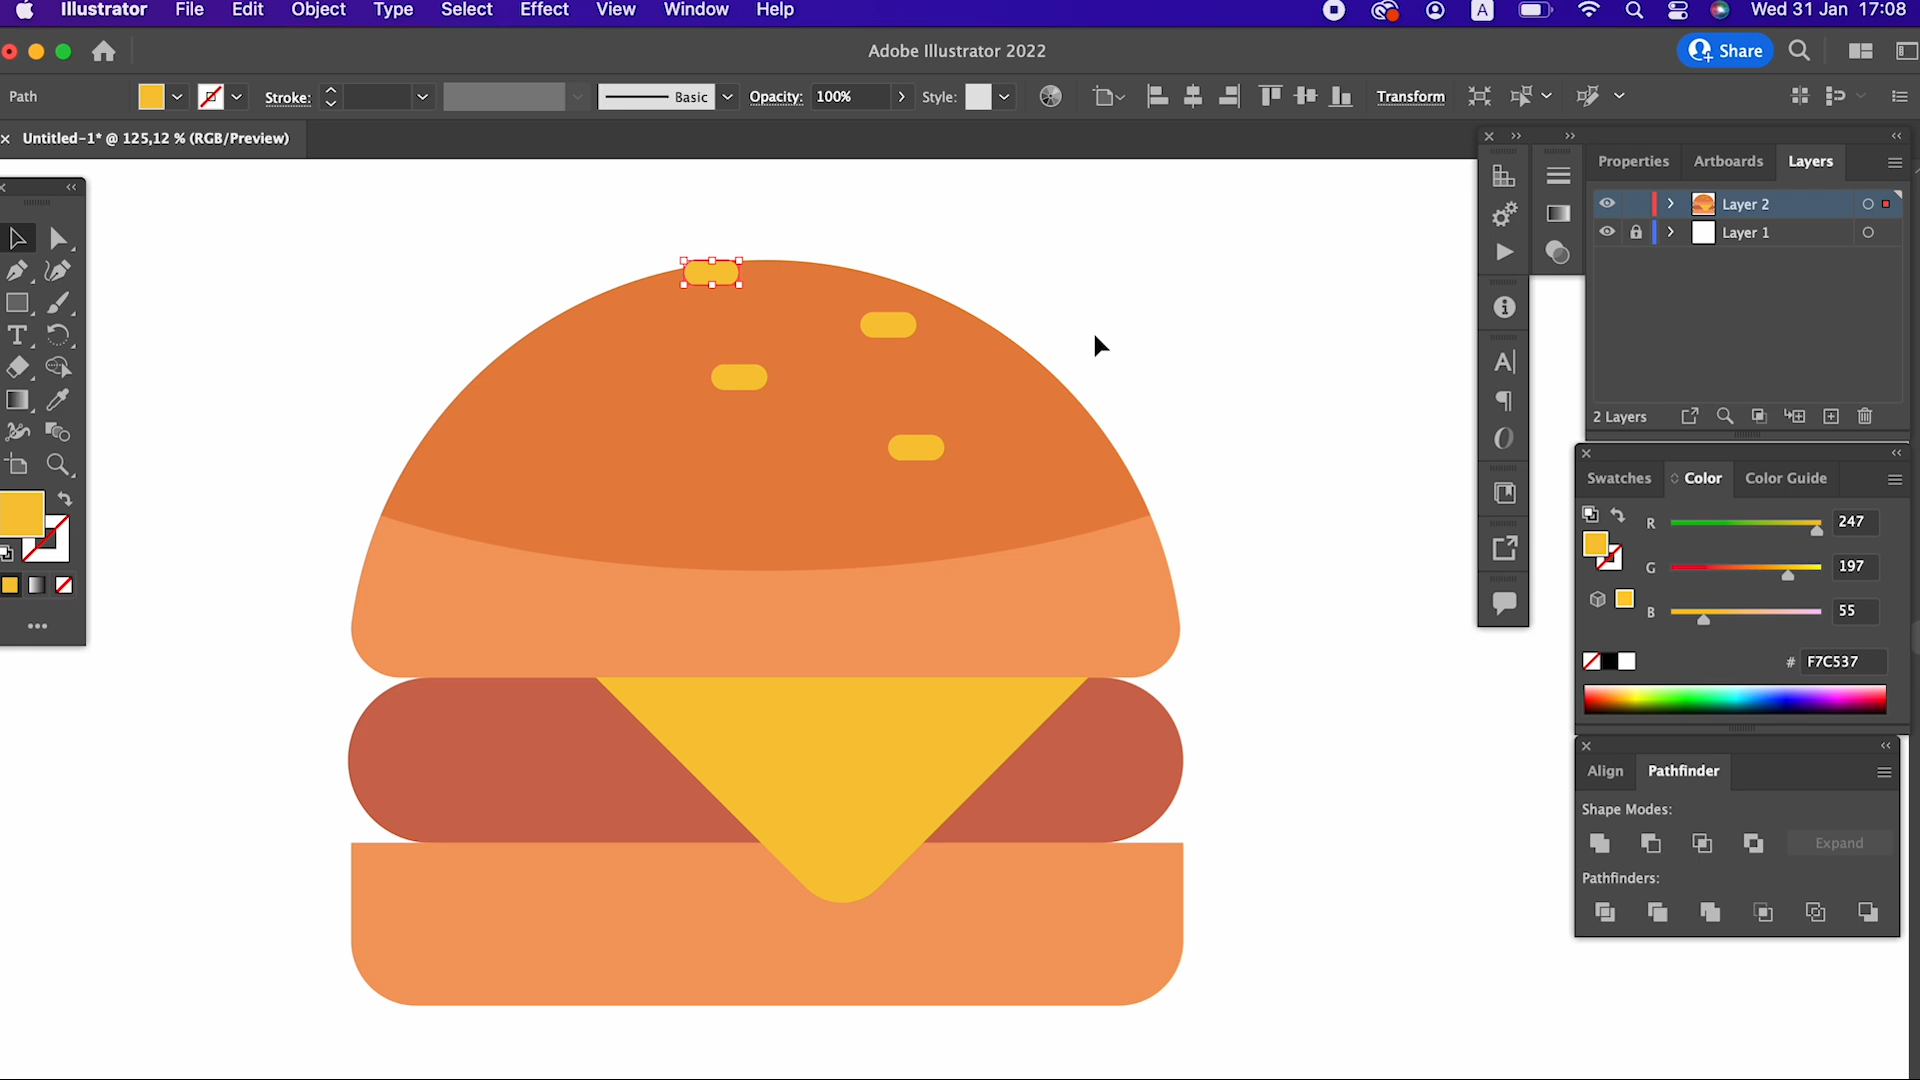 Illustrator File Edit Object Type Select Effect View Window Help A Wed 31 Jan 17:08
Adobe Illustrator 2022 Share
Path Stroke: Basic Opacity: 100% Style: Transform
Untitled-1* @ 125,12 % (RGB/Preview)
Properties Artboards Layers
Layer 2
Layer 1
2 Layers
Swatches Color Color Guide
R 247
G 197
B 55
# F7C537
Align Pathfinder
Shape Modes:
Expand
Pathfinders: